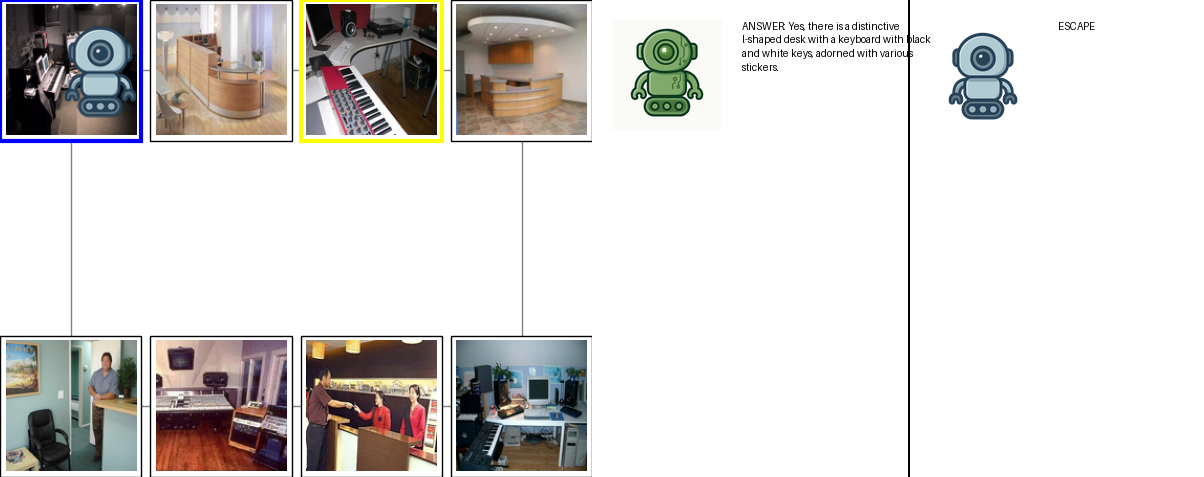 ANSWER: Yes, there is a distinctive
l-shaped desk with a keyboard with black
and white keys, adorned with various
stickers.
ESCAPE